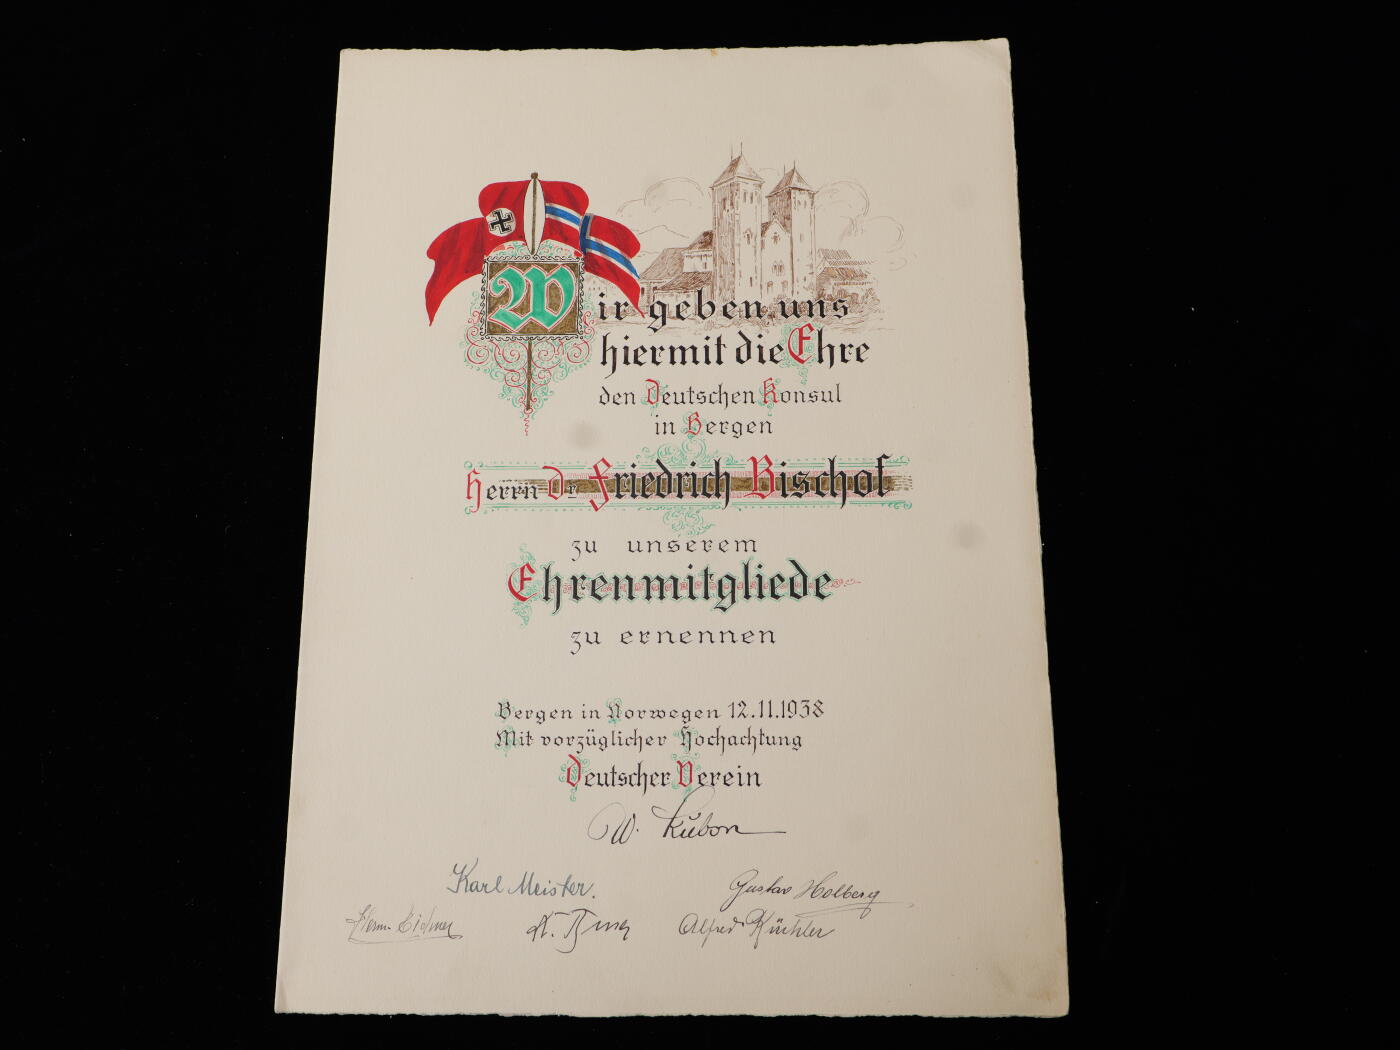 Wir geben uns
hiermit die Ehre
den Deutschen Konsul
in Bergen
Herrn Dr. Friedrich Bischof
zu unserem
Ehrenmitgliede
zu ernennen
Bergen in Norwegen 12.11.1938
Mit vorzüglicher Hochachtung
Deutscher Verein
W. Kubon
Karl Meister. Gustav Holberg
Alfred Küchler